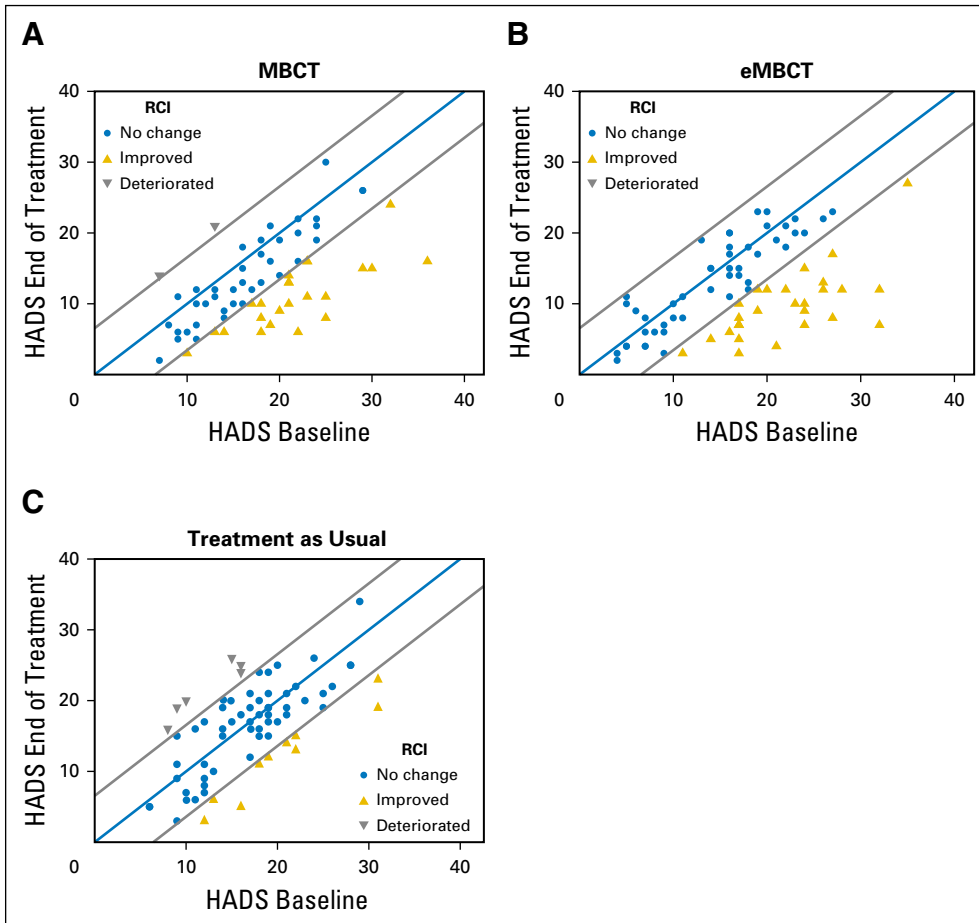 A
MBCT
HADS End of Treatment
40
30
20
10
0
RCI
No change
Improved
Deteriorated
10
20
30
40
HADS Baseline
B
eMBCT
HADS End of Treatment
40
30
20
10
0
RCI
No change
Improved
Deteriorated
10
20
30
40
HADS Baseline
C
Treatment as Usual
HADS End of Treatment
40
30
20
10
0
RCI
No change
Improved
Deteriorated
10
20
30
40
HADS Baseline